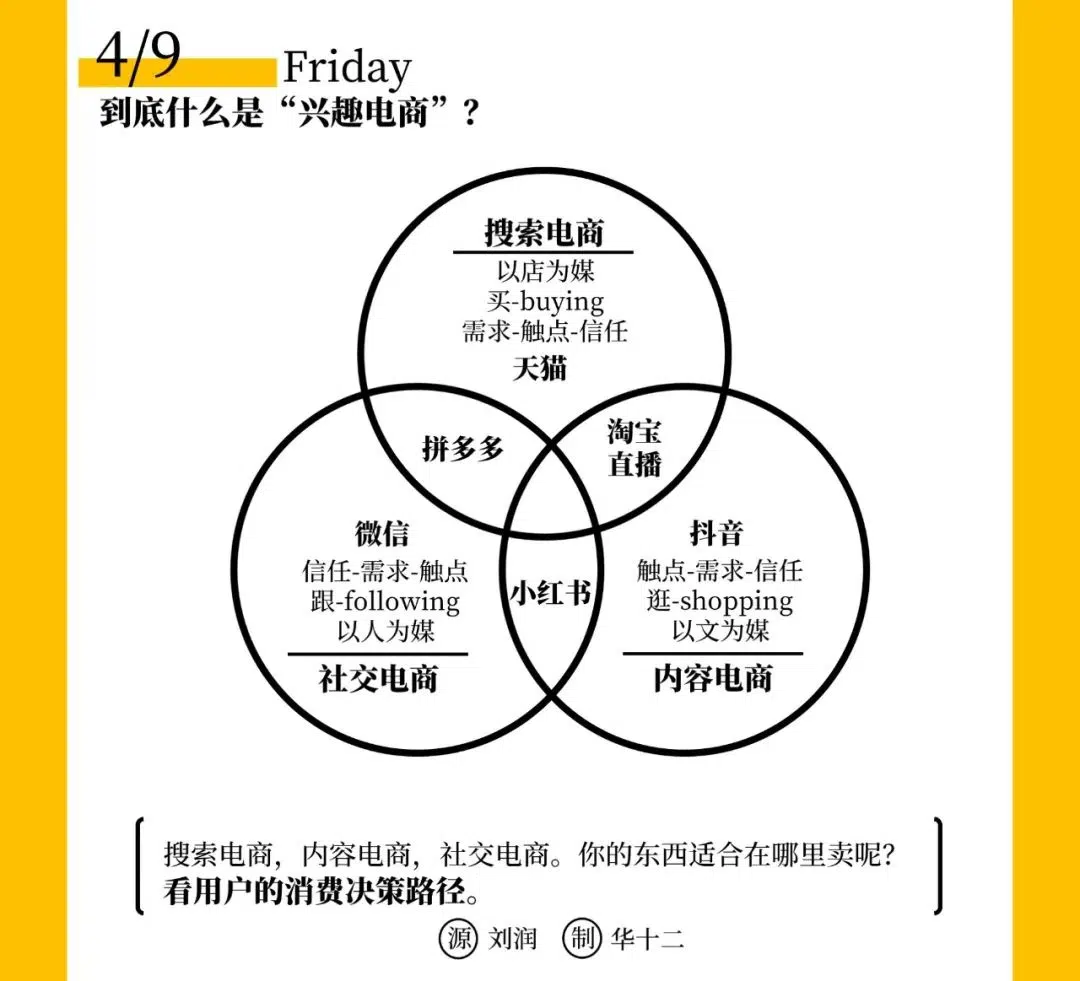 4/9 Friday
到底什么是“兴趣电商”?
搜索电商
以店为媒
买-buying
需求-触点-信任
天猫
拼多多
淘宝
直播
微信
信任-需求-触点
跟-following
以人为媒
社交电商
小红书
抖音
触点-需求-信任
逛-shopping
以文为媒
内容电商
搜索电商，内容电商，社交电商。你的东西适合在哪里卖呢?
看用户的消费决策路径。
源 刘润 制 华十二